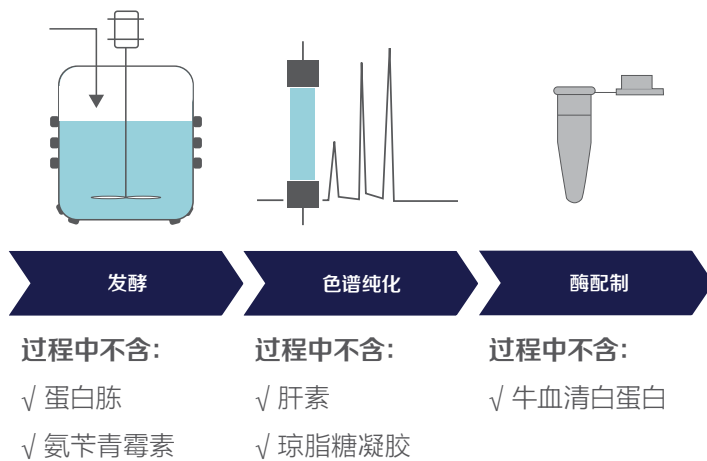 发酵
色谱纯化
酶配制
过程中不含:
√ 蛋白胨
√ 氨苄青霉素
过程中不含:
√ 肝素
√ 琼脂糖凝胶
过程中不含:
√ 牛血清白蛋白